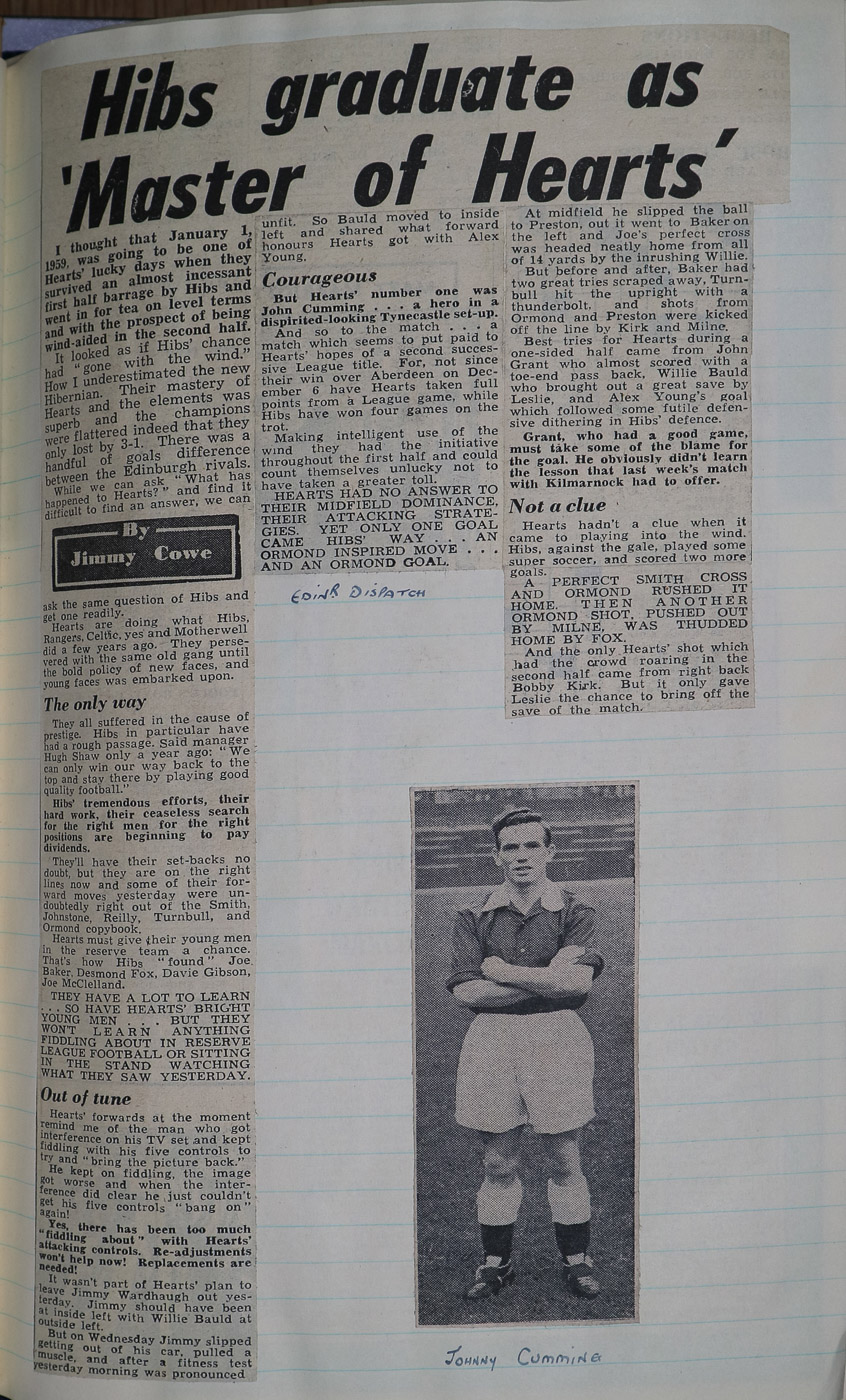 Hibs graduate as
'Master of Hearts'
I thought that January 1,
1959, was going to be one of
Hearts' lucky days when they
survived an almost incessant
first half barrage by Hibs and
went in for tea on level terms
and with the prospect of being
wind-aided in the second half.
It looked as if Hibs' chance
had "gone with the wind."
How I underestimated the new
Hibernian. Their mastery of
Hearts and the elements was
superb and the champions
were flattered indeed that they
only lost by 3-1. There was a
handful of goals difference
between the Edinburgh rivals.
While we can ask "What has
happened to Hearts?" and find it
difficult to find an answer, we can
By
Jimmy Cowe
ask the same question of Hibs and
get one readily.
Hearts are doing what Hibs,
Rangers, Celtic, yes and Motherwell
did a few years ago. They perse-
vered with the same old gang until
the bold policy of new faces, and
young faces was embarked upon.
The only way
They all suffered in the cause of
prestige. Hibs in particular have
had a rough passage. Said manager
Hugh Shaw only a year ago: "We
can only win our way back to the
top and stay there by playing good
quality football."
Hibs' tremendous efforts, their
hard work, their ceaseless search
for the right men for the right
positions are beginning to pay
dividends.
They'll have their set-backs no
doubt, but they are on the right
lines now and some of their for-
ward moves yesterday were un-
doubtedly right out of the Smith,
Johnstone, Reilly, Turnbull, and
Ormond copybook.
Hearts must give their young men
in the reserve team a chance.
That's how Hibs "found" Joe
Baker, Desmond Fox, Davie Gibson,
Joe McClelland.
THEY HAVE A LOT TO LEARN
. . . SO HAVE HEARTS' BRIGHT
YOUNG MEN . . . BUT THEY
WON'T LEARN ANYTHING
FIDDLING ABOUT IN RESERVE
LEAGUE FOOTBALL OR SITTING
IN THE STAND WATCHING
WHAT THEY SAW YESTERDAY.
Out of tune
Hearts' forwards at the moment
remind me of the man who got
interference on his TV set and kept
fiddling with his five controls to
try and "bring the picture back."
He kept on fiddling, the image
got worse and when the inter-
ference did clear he just couldn't
get his five controls "bang on"
again!
Yes, there has been too much
"fiddling about" with Hearts'
attacking controls. Re-adjustments
won't help now! Replacements are
needed!
It wasn't part of Hearts' plan to
leave Jimmy Wardhaugh out yes-
terday. Jimmy should have been
at inside left with Willie Bauld at
outside left.
But on Wednesday Jimmy slipped
getting out of his car, pulled a
muscle, and after a fitness test
yesterday morning was pronounced
unfit. So Bauld moved to inside
left and shared what forward
honours Hearts got with Alex
Young.
Courageous
But Hearts' number one was
John Cumming . . . a hero in a
dispirited-looking Tynecastle set-up.
And so to the match . . . a
match which seems to put paid to
Hearts' hopes of a second succes-
sive League title. For, not since
their win over Aberdeen on Dec-
ember 6 have Hearts taken full
points from a League game, while
Hibs have won four games on the
trot.
Making intelligent use of the
wind they had the initiative
throughout the first half and could
count themselves unlucky not to
have taken a greater toll.
HEARTS HAD NO ANSWER TO
THEIR MIDFIELD DOMINANCE,
THEIR ATTACKING STRATE-
GIES. YET ONLY ONE GOAL
CAME HIBS' WAY . . . AN
ORMOND INSPIRED MOVE . . .
AND AN ORMOND GOAL.
EDINR DISPATCH
At midfield he slipped the ball
to Preston, out it went to Baker on
the left and Joe's perfect cross
was headed neatly home from all
of 14 yards by the inrushing Willie.
But before and after, Baker had
two great tries scraped away, Turn-
bull hit the upright with a
thunderbolt, and shots from
Ormond and Preston were kicked
off the line by Kirk and Milne.
Best tries for Hearts during a
one-sided half came from John
Grant who almost scored with a
toe-end pass back, Willie Bauld
who brought out a great save by
Leslie, and Alex Young's goal
which followed some futile defen-
sive dithering in Hibs' defence.
Grant, who had a good game,
must take some of the blame for
the goal. He obviously didn't learn
the lesson that last week's match
with Kilmarnock had to offer.
Not a clue
Hearts hadn't a clue when it
came to playing into the wind.
Hibs, against the gale, played some
super soccer, and scored two more
goals.
A PERFECT SMITH CROSS
AND ORMOND RUSHED IT
HOME. THEN ANOTHER
ORMOND SHOT, PUSHED OUT
BY MILNE, WAS THUDDED
HOME BY FOX.
And the only Hearts' shot which
had the crowd roaring in the
second half came from right back
Bobby Kirk. But it only gave
Leslie the chance to bring off the
save of the match.
JOHNNY CUMMING